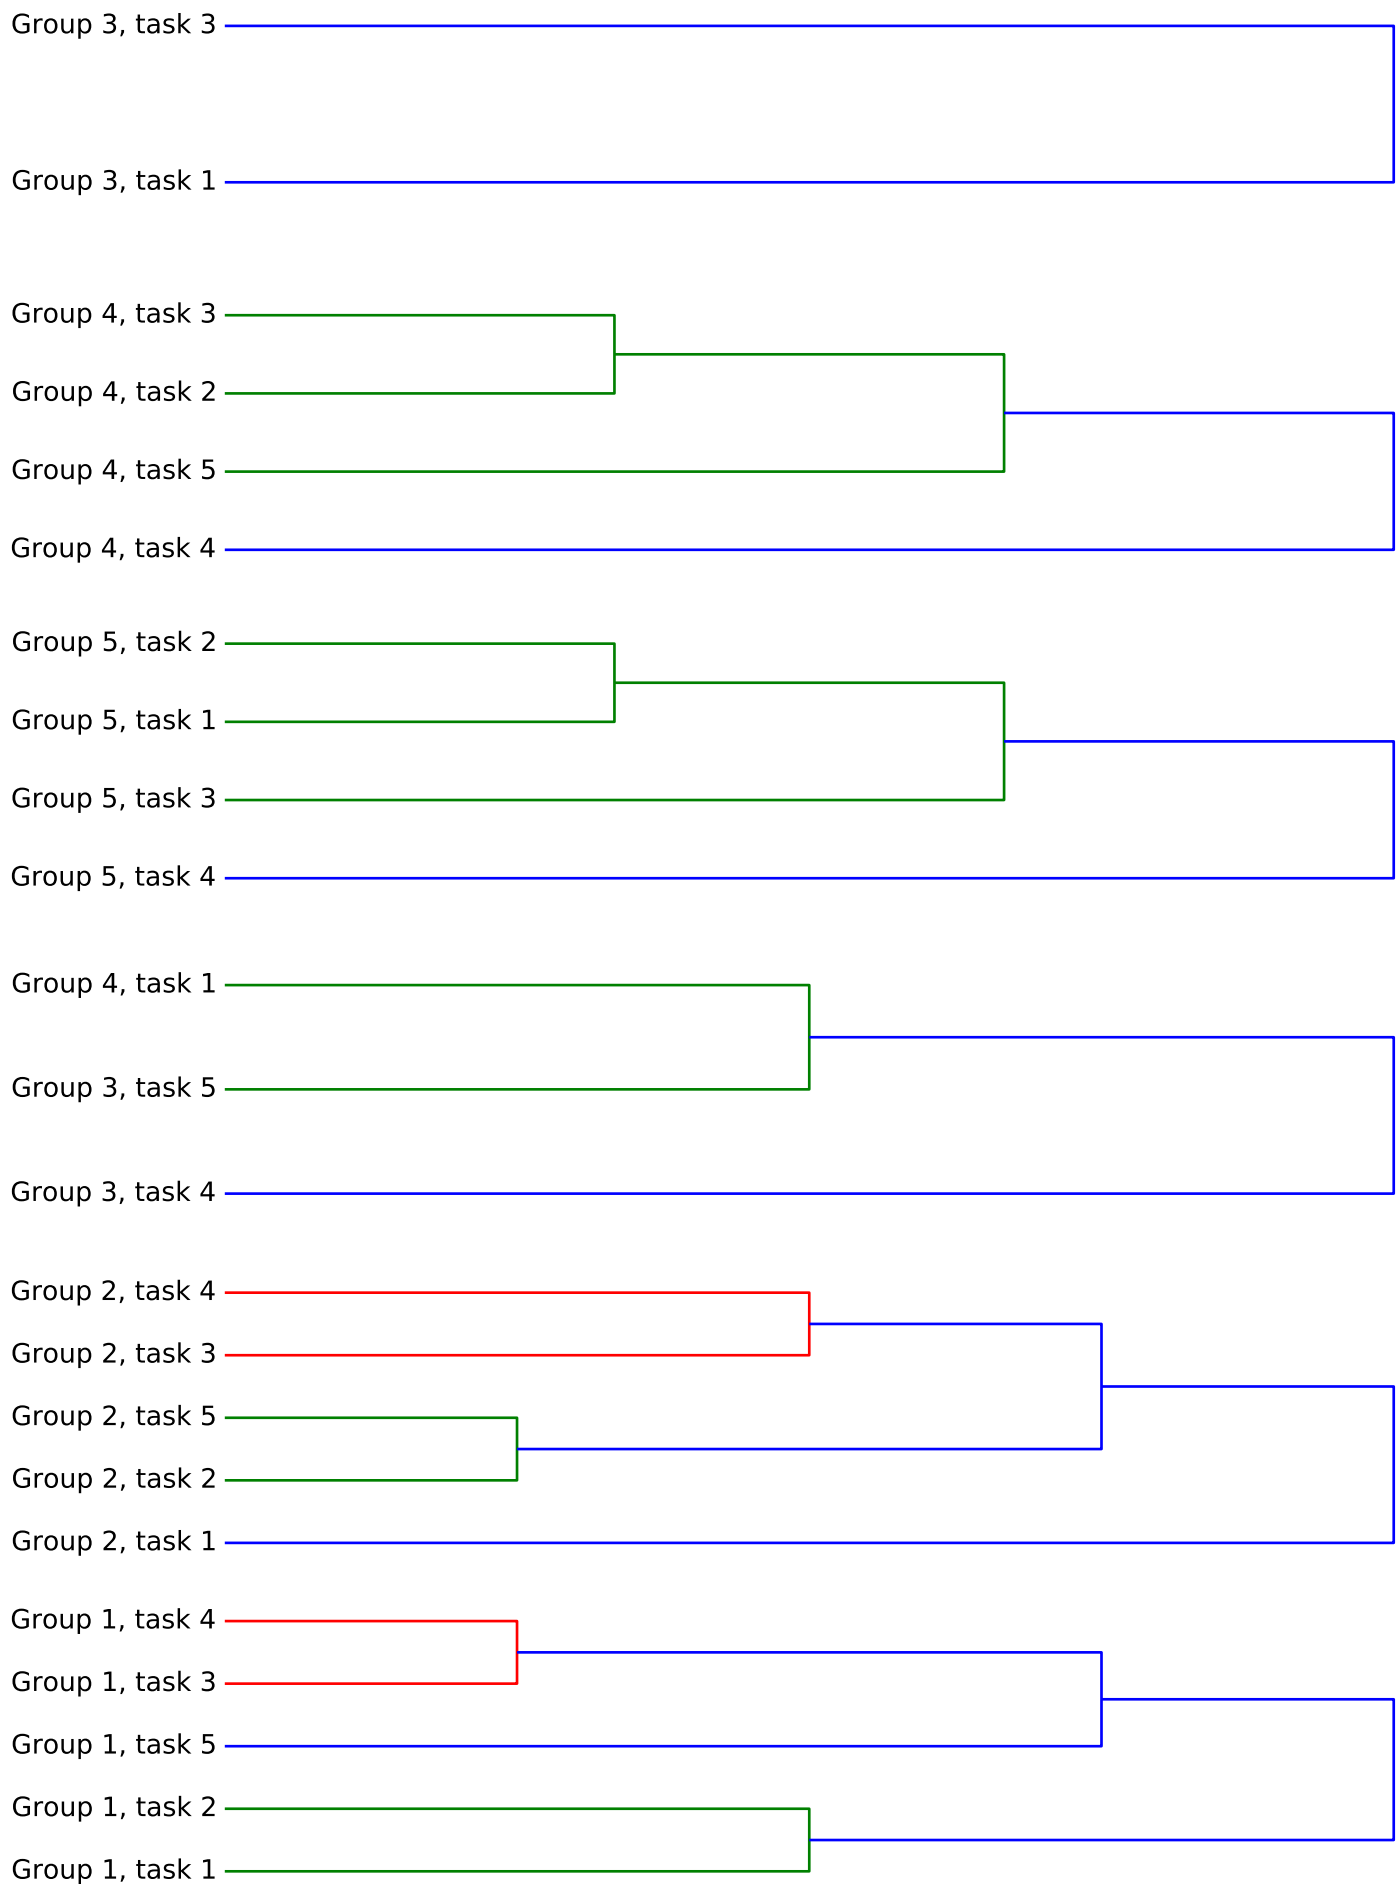 Group 3, task 3
Group 3, task 1
Group 4, task 3
Group 4, task 2
Group 4, task 5
Group 4, task 4
Group 5, task 2
Group 5, task 1
Group 5, task 3
Group 5, task 4
Group 4, task 1
Group 3, task 5
Group 3, task 4
Group 2, task 4
Group 2, task 3
Group 2, task 5
Group 2, task 2
Group 2, task 1
Group 1, task 4
Group 1, task 3
Group 1, task 5
Group 1, task 2
Group 1, task 1